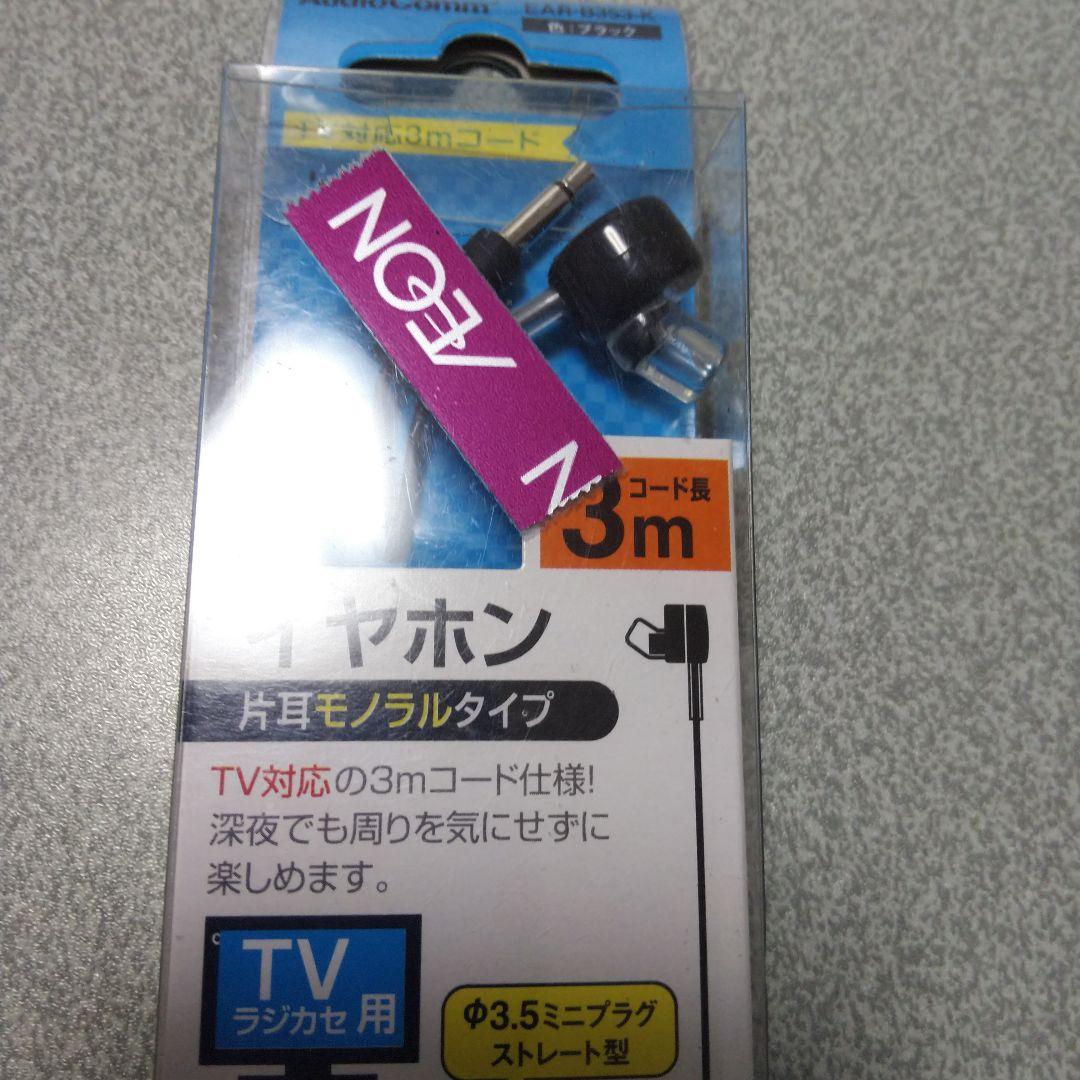 AudioComm
EAR-B353-K
色:ブラック
TV対応3mコード
ÆON
N
コード長
3m
イヤホン
片耳モノラルタイプ
TV対応の3mコード仕様!
深夜でも周りを気にせずに
楽しめます。
TV
ラジカセ用
Φ3.5ミニプラグ
ストレート型